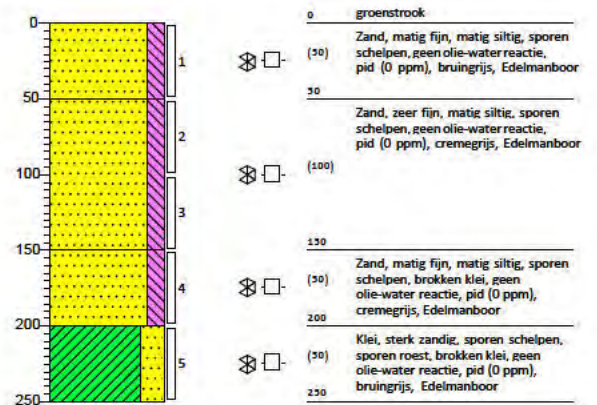 0 groenstrook
0
Zand, matig fijn, matig siltig, sporen
1 (50) schelpen, geen olie-water reactie,
pid (0 ppm), bruingrijs, Edelmanboor
50 50
Zand, zeer fijn, matig siltig, sporen
2 schelpen, geen olie-water reactie,
pid (0 ppm), cremegrijs, Edelmanboor
100 (100)
3
150 150
Zand, matig fijn, matig siltig, sporen
(50) schelpen, brokken klei, geen
4 olie-water reactie, pid (0 ppm),
cremegrijs, Edelmanboor
200 200
Klei, sterk zandig, sporen schelpen,
5 (50) sporen roest, brokken klei, geen
olie-water reactie, pid (0 ppm),
bruingrijs, Edelmanboor
250 250